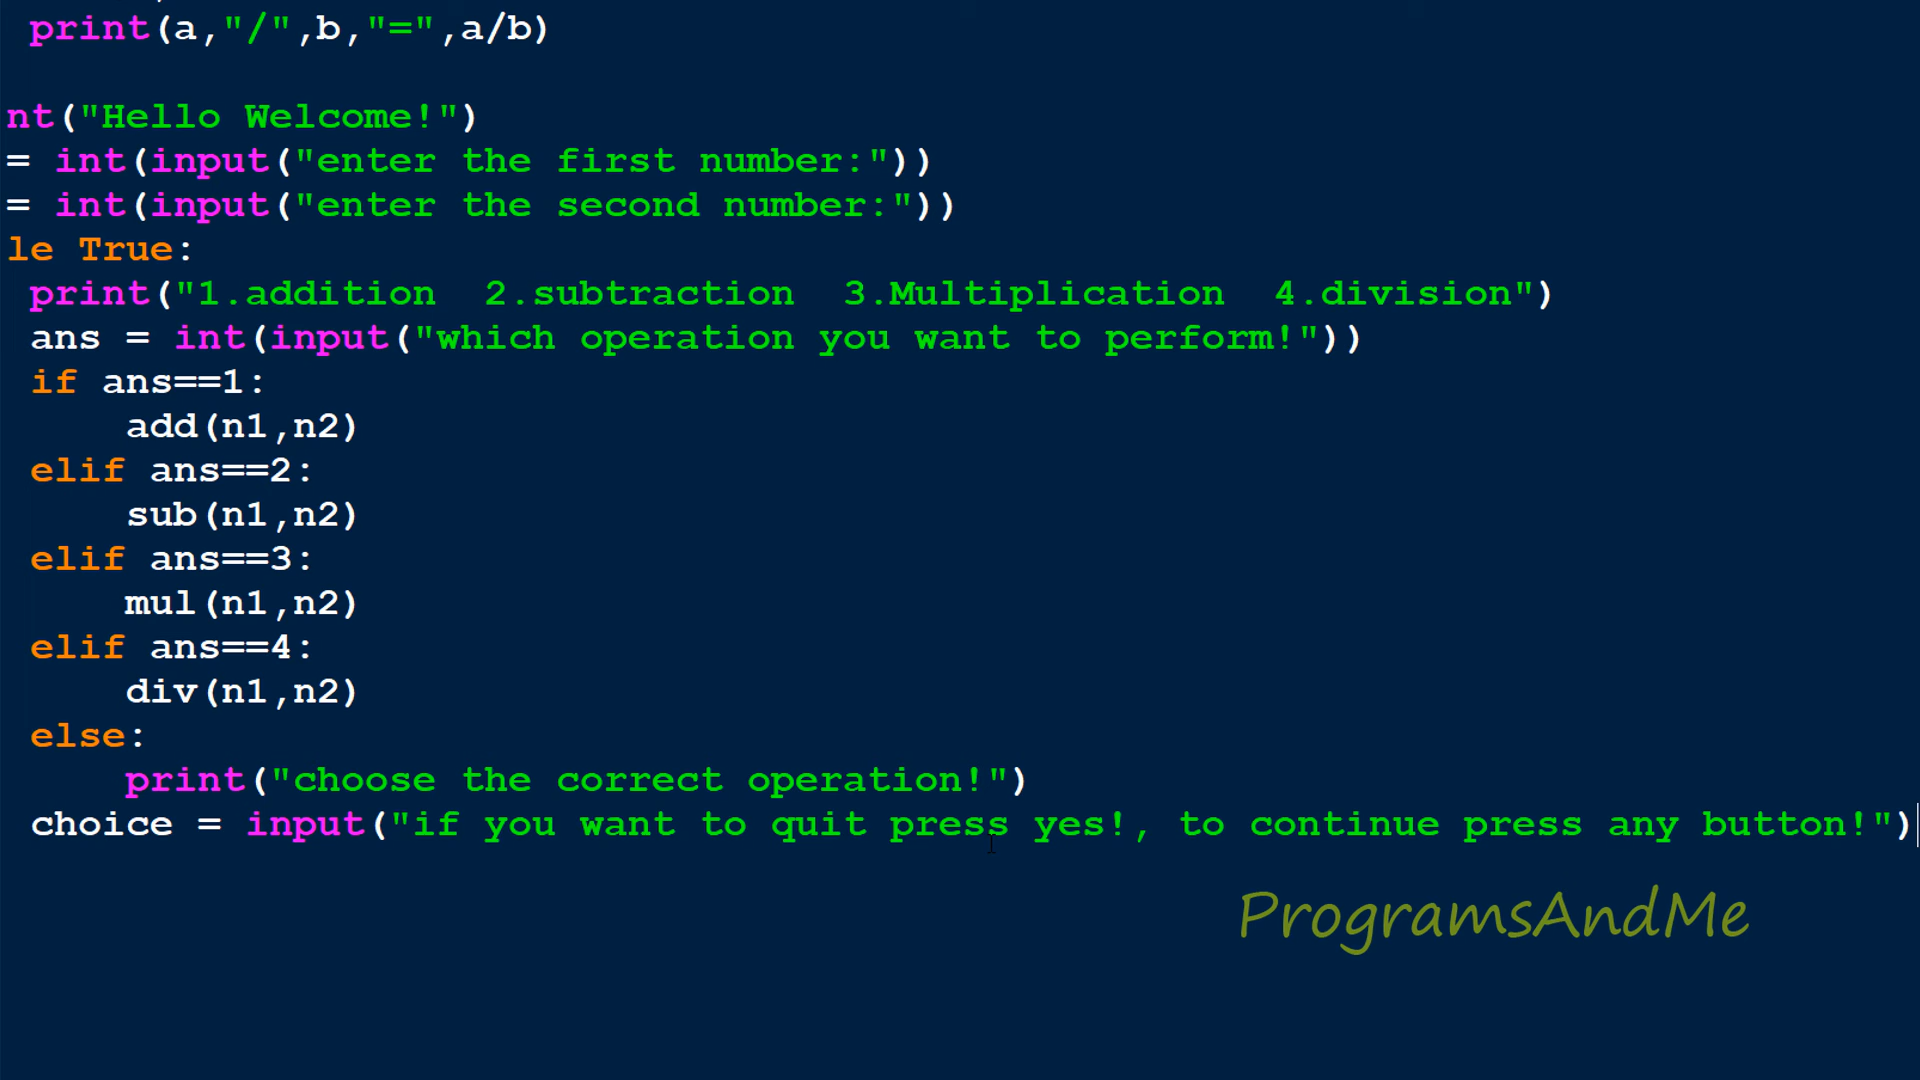 print(a,"/",b,"=",a/b)
nt("Hello Welcome!")
= int(input("enter the first number:"))
= int(input("enter the second number:"))
le True:
print("1.addition  2.subtraction  3.Multiplication  4.division")
ans = int(input("which operation you want to perform!"))
if ans==1:
add(n1,n2)
elif ans==2:
sub(n1,n2)
elif ans==3:
mul(n1,n2)
elif ans==4:
div(n1,n2)
else:
print("choose the correct operation!")
choice = input("if you want to quit press yes!, to continue press any button!")
ProgramsAndMe